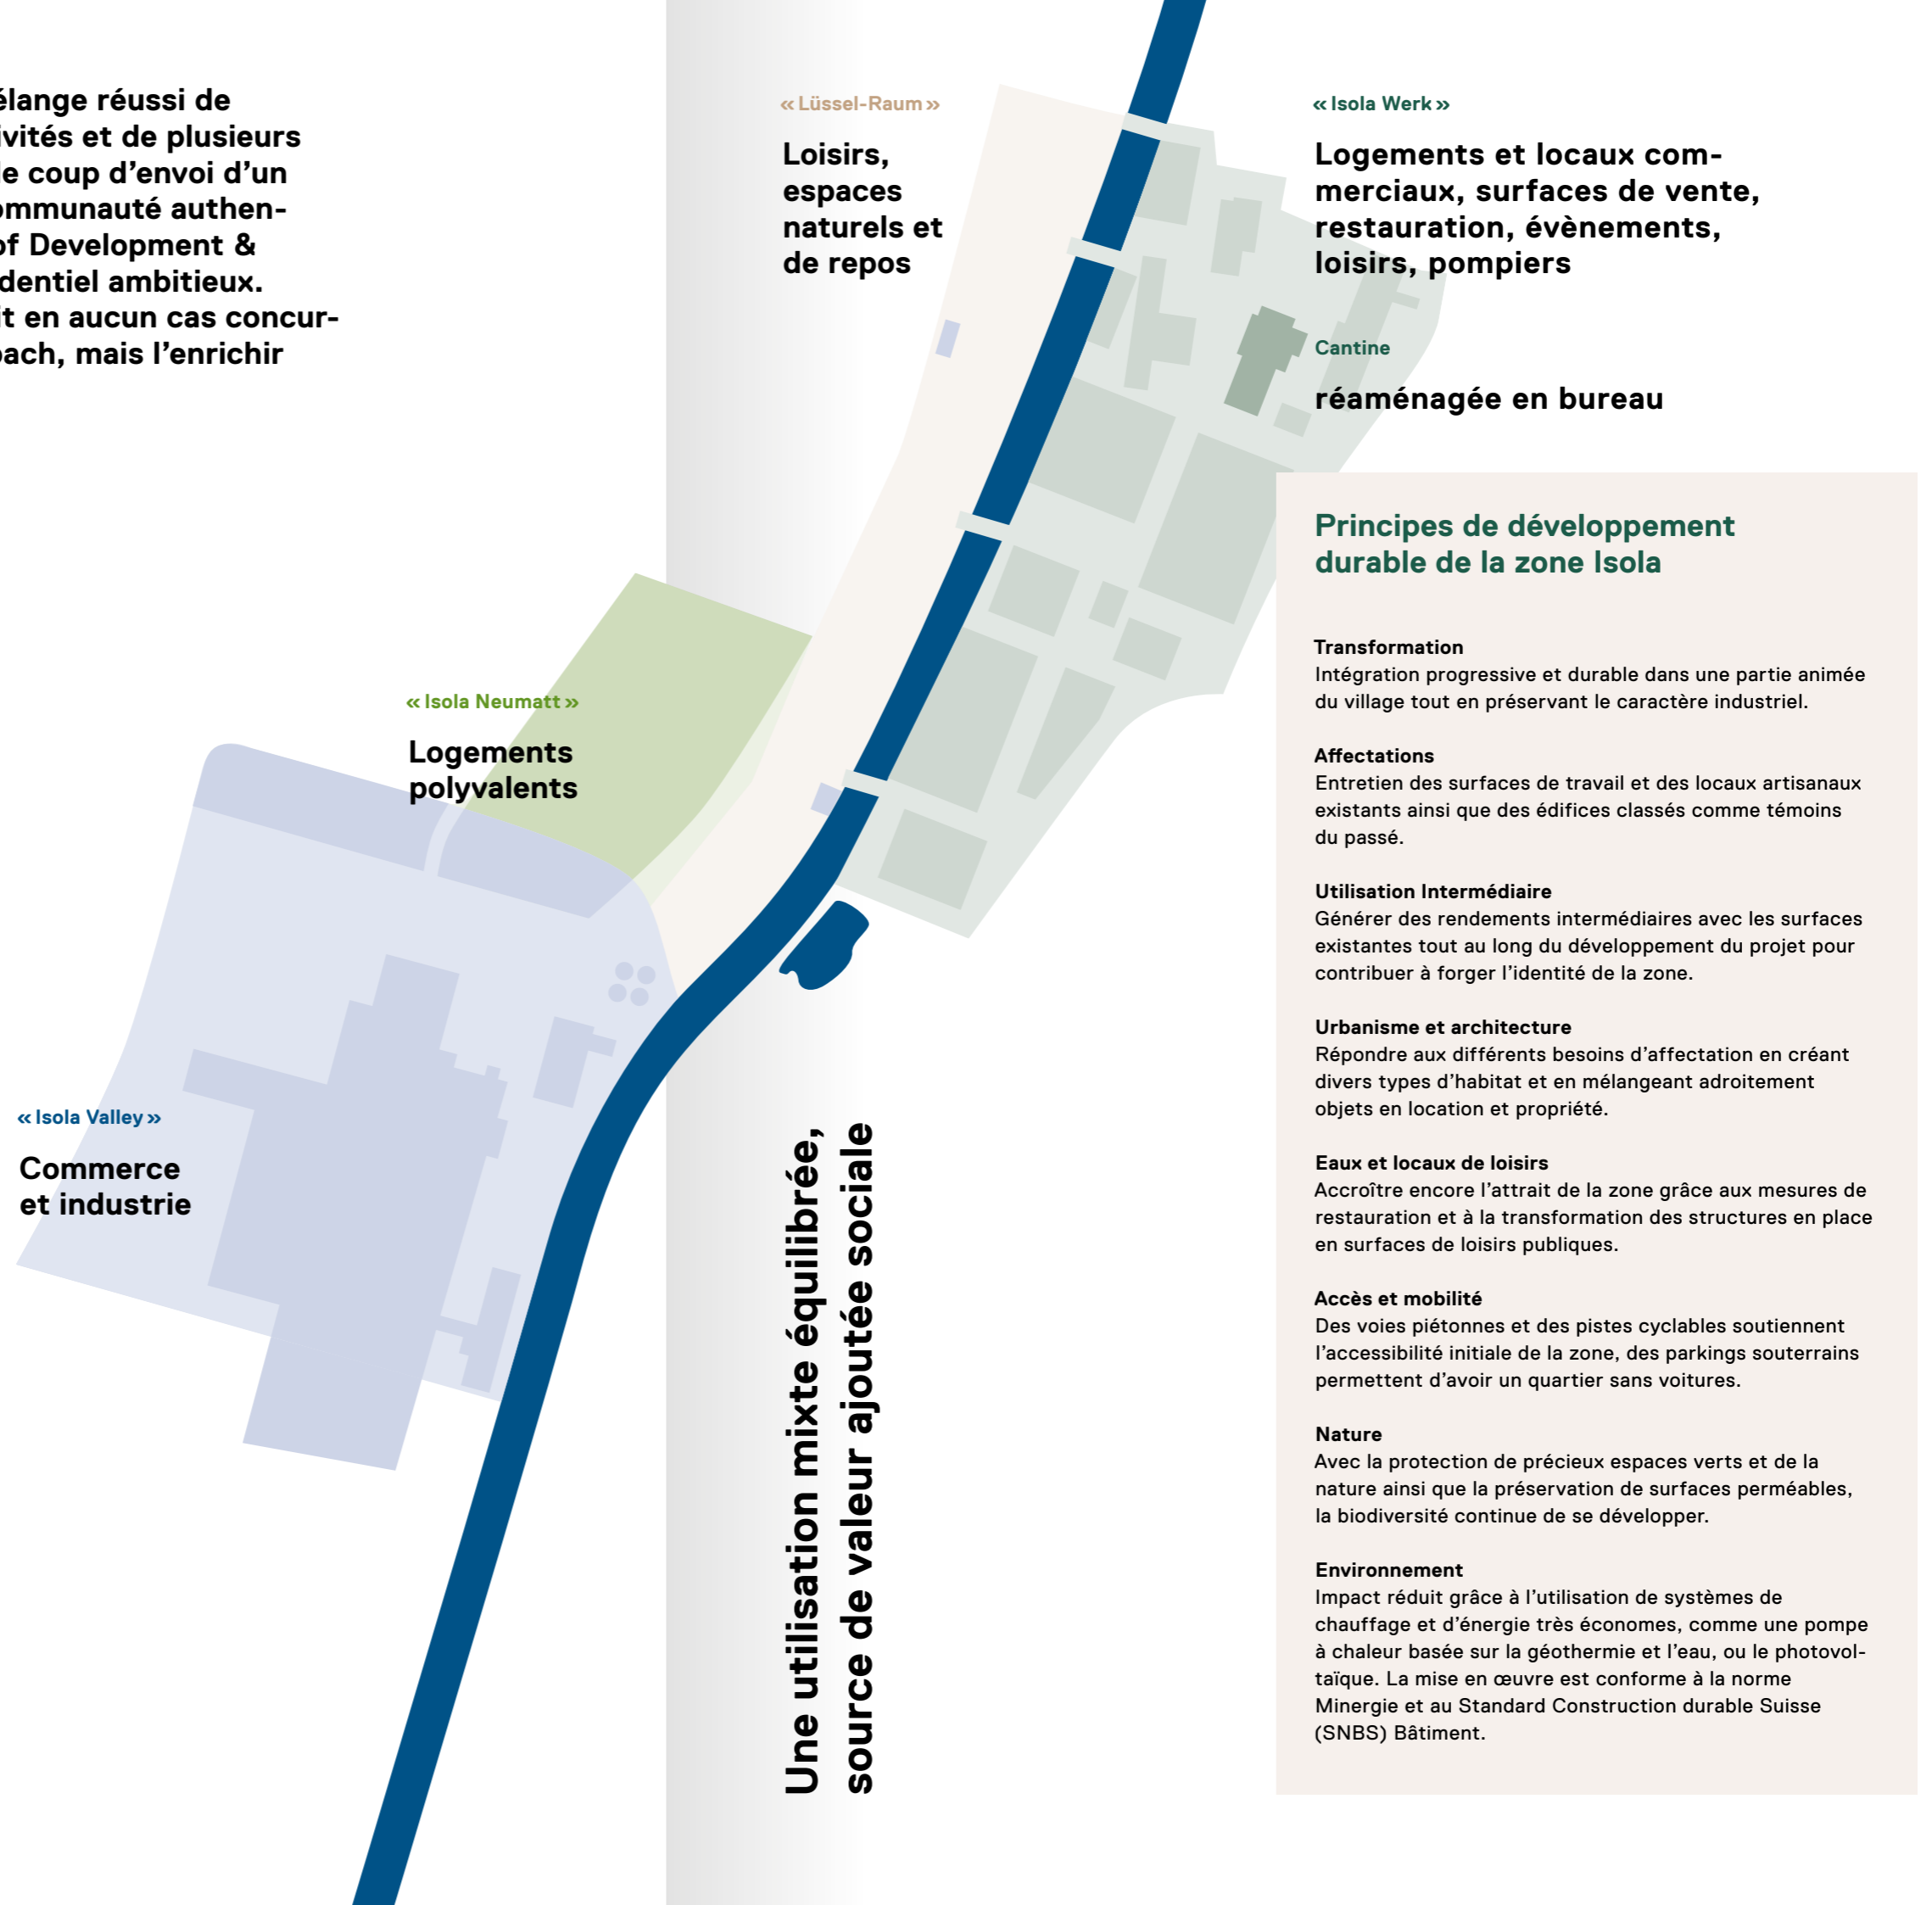 élange réussi de
ivités et de plusieurs
le coup d’envoi d’un
ommunauté authen-
of Development &
dentiel ambitieux.
it en aucun cas concur-
bach, mais l’enrichir
«Lüssel-Raum»
Loisirs,
espaces
naturels et
de repos
«Isola Werk»
Logements et locaux com-
merciaux, surfaces de vente,
restauration, évènements,
loisirs, pompiers
Cantine
réaménagée en bureau
«Isola Neumatt»
Logements
polyvalents
«Isola Valley»
Commerce
et industrie
Une utilisation mixte équilibrée,
source de valeur ajoutée sociale
Principes de développement
durable de la zone Isola
Transformation
Intégration progressive et durable dans une partie animée
du village tout en préservant le caractère industriel.
Affectations
Entretien des surfaces de travail et des locaux artisanaux
existants ainsi que des édifices classés comme témoins
du passé.
Utilisation Intermédiaire
Générer des rendements intermédiaires avec les surfaces
existantes tout au long du développement du projet pour
contribuer à forger l’identité de la zone.
Urbanisme et architecture
Répondre aux différents besoins d’affectation en créant
divers types d’habitat et en mélangeant adroitement
objets en location et propriété.
Eaux et locaux de loisirs
Accroître encore l’attrait de la zone grâce aux mesures de
restauration et à la transformation des structures en place
en surfaces de loisirs publiques.
Accès et mobilité
Des voies piétonnes et des pistes cyclables soutiennent
l’accessibilité initiale de la zone, des parkings souterrains
permettent d’avoir un quartier sans voitures.
Nature
Avec la protection de précieux espaces verts et de la
nature ainsi que la préservation de surfaces perméables,
la biodiversité continue de se développer.
Environnement
Impact réduit grâce à l’utilisation de systèmes de
chauffage et d’énergie très économes, comme une pompe
à chaleur basée sur la géothermie et l’eau, ou le photovol-
taïque. La mise en œuvre est conforme à la norme
Minergie et au Standard Construction durable Suisse
(SNBS) Bâtiment.